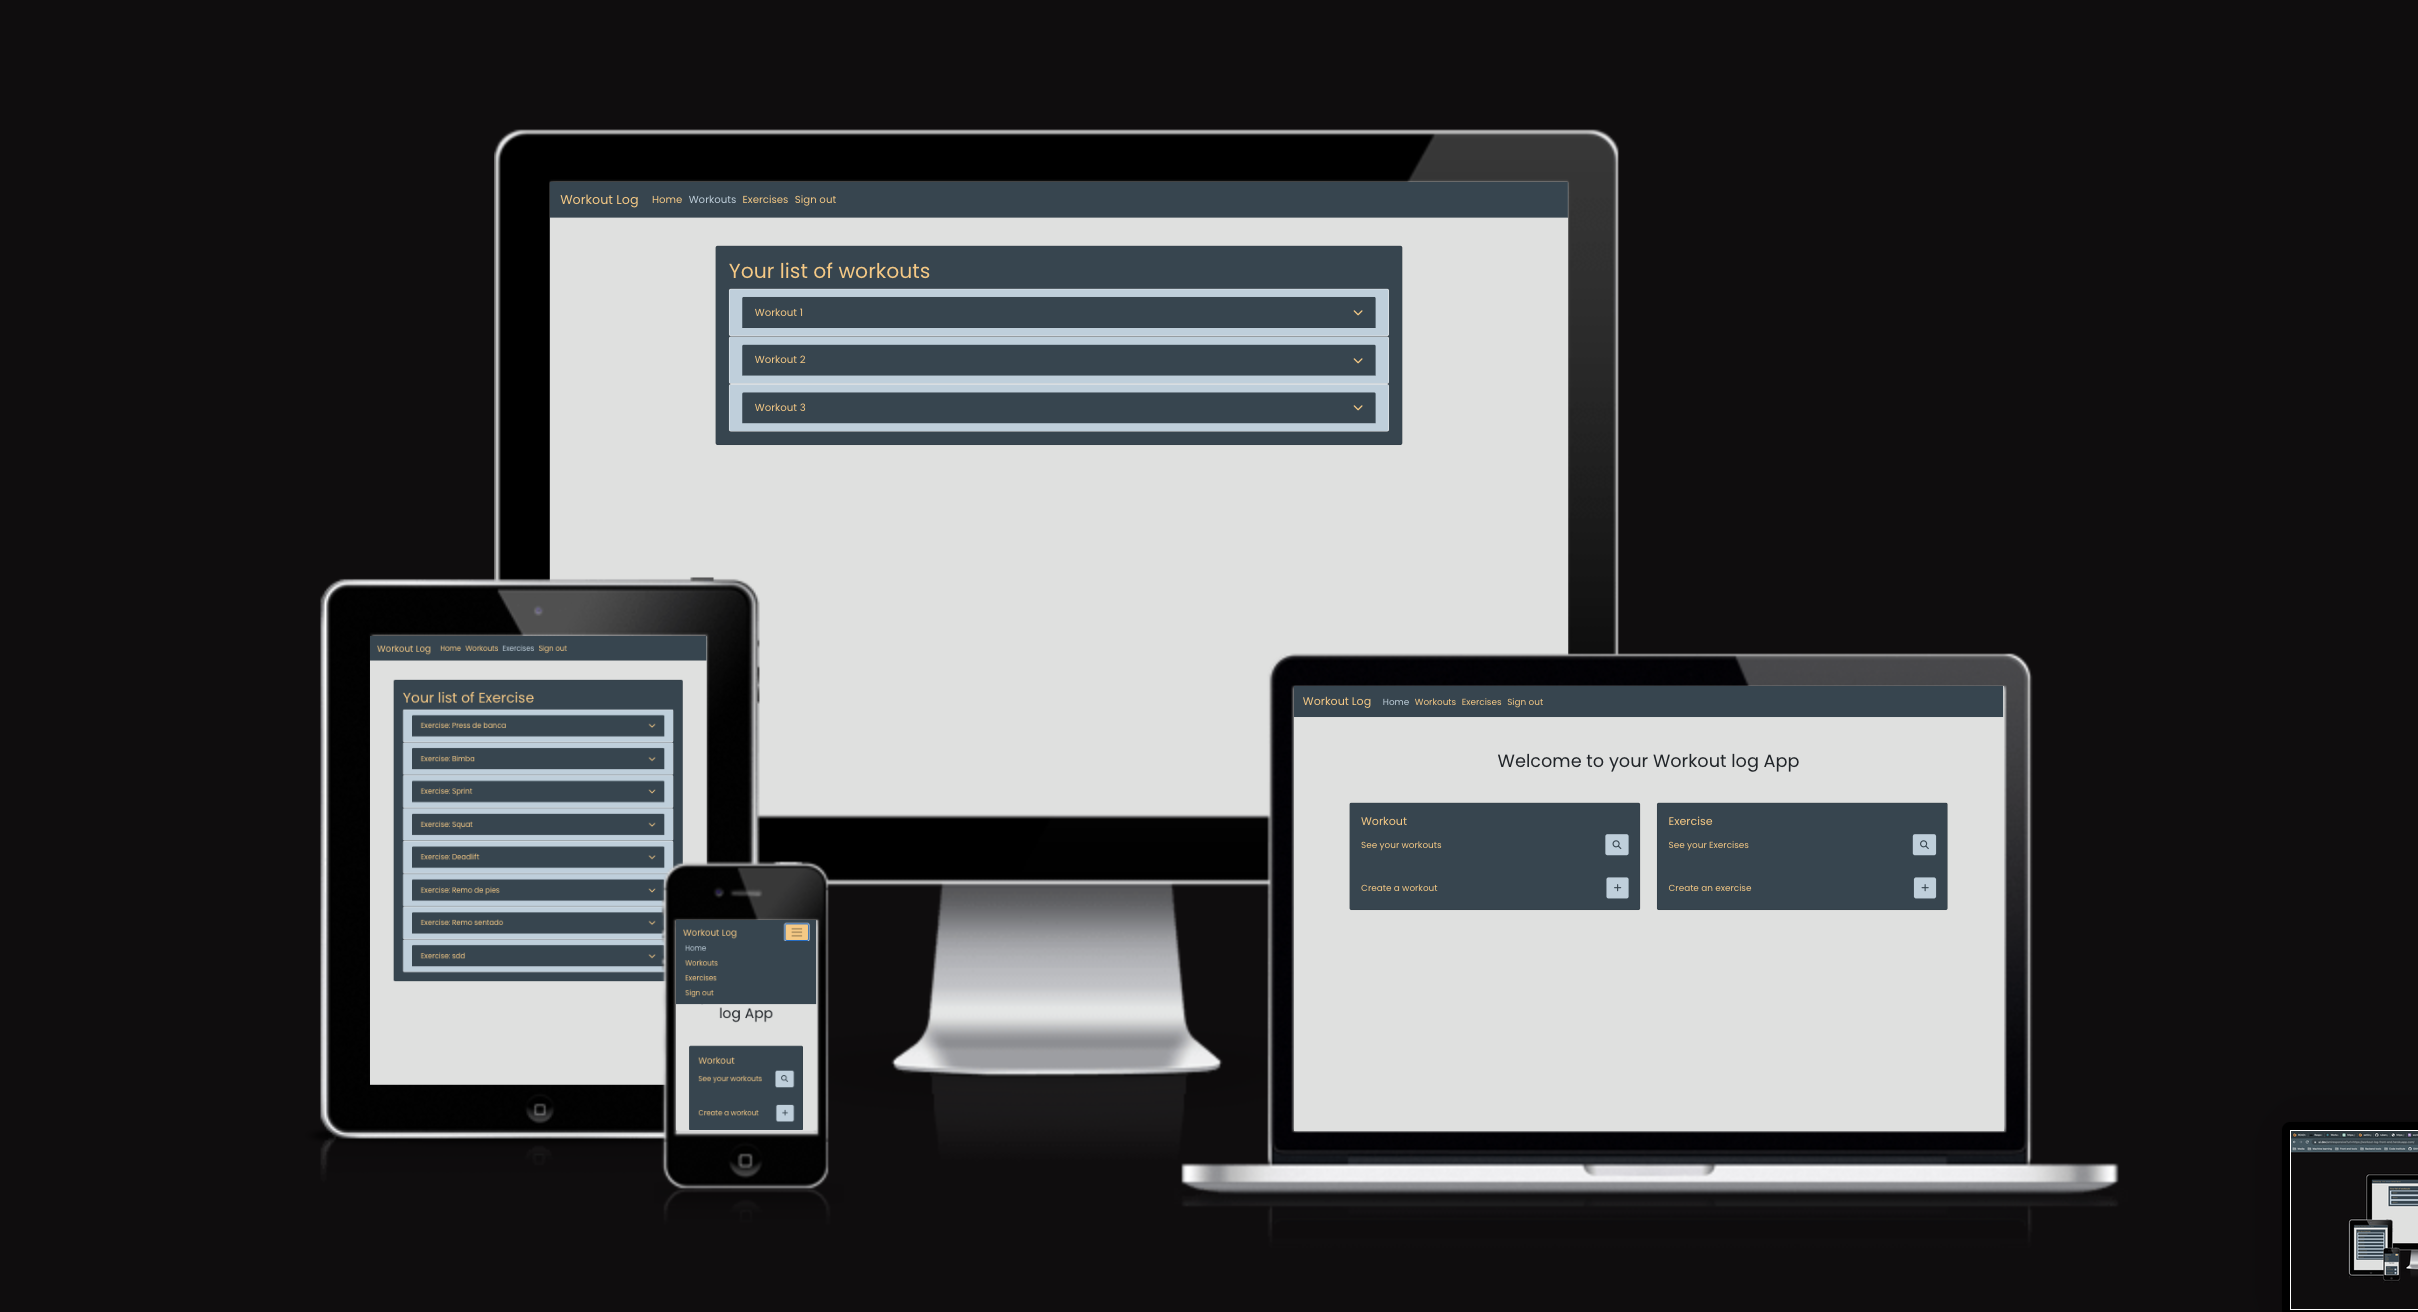 Workout Log Home Workouts Exercises Sign out
Your list of workouts
Workout 1
Workout 2
Workout 3
Workout Log Home Workouts Exercises Sign out
Your list of Exercise
Exercise: Press de banca
Exercise: Bimba
Exercise: Sprint
Exercise: Squat
Exercise: Deadlift
Exercise: Remo de pies
Exercise: Remo sentado
Exercise: sdd
Workout Log
Home
Workouts
Exercises
Sign out
log App
Workout
See your workouts
Create a workout
Workout Log Home Workouts Exercises Sign out
Welcome to your Workout log App
Workout
See your workouts
Create a workout
Exercise
See your Exercises
Create an exercise